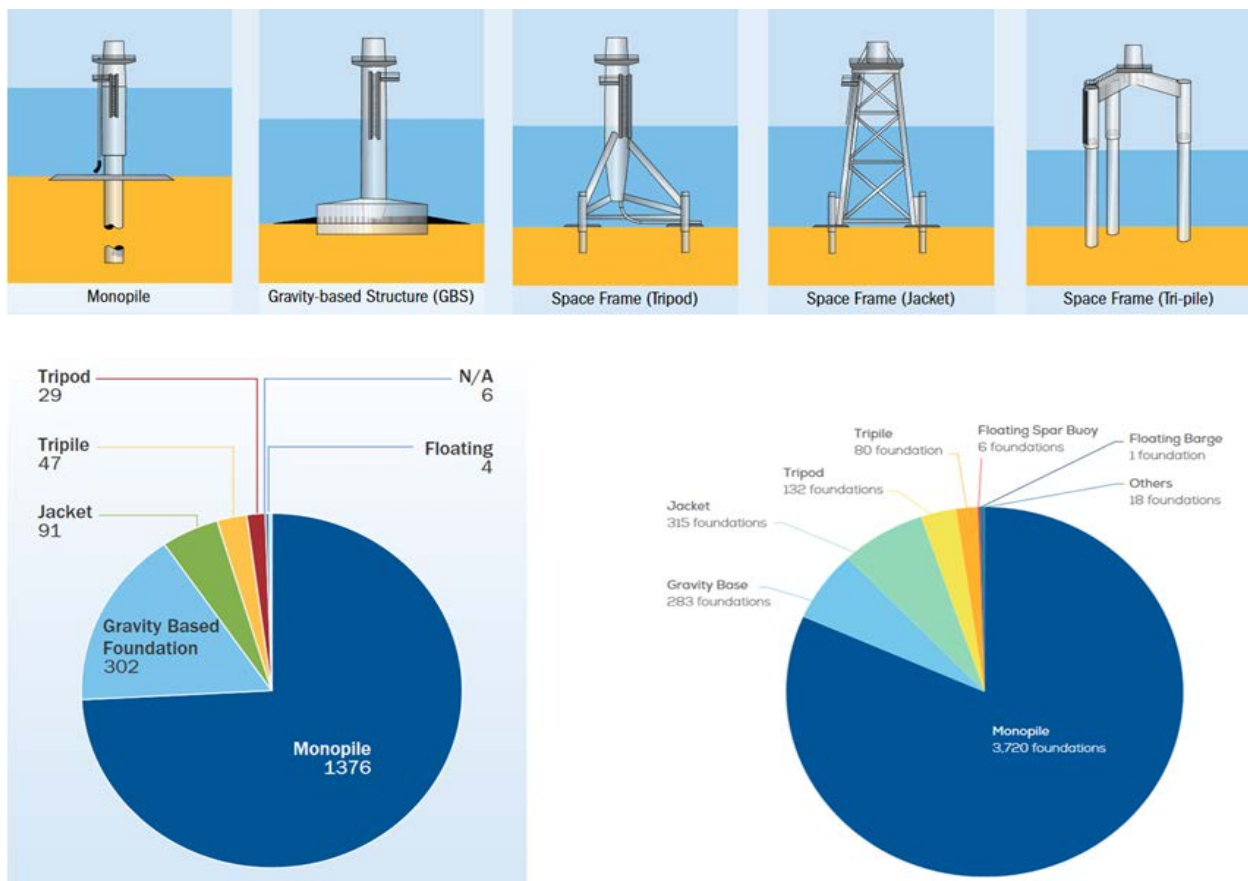 Monopile
Gravity-based Structure (GBS)
Space Frame (Tripod)
Space Frame (Jacket)
Space Frame (Tri-pile)
Tripod
29
N/A
6
Tripile
47
Floating
4
Jacket
91
Gravity Based
Foundation
302
Monopile
1376
Floating Spar Buoy
6 foundations
Tripile
80 foundation
Floating Barge
1 foundation
Tripod
132 foundations
Others
18 foundations
Jacket
315 foundations
Gravity Base
283 foundations
Monopile
3,720 foundations